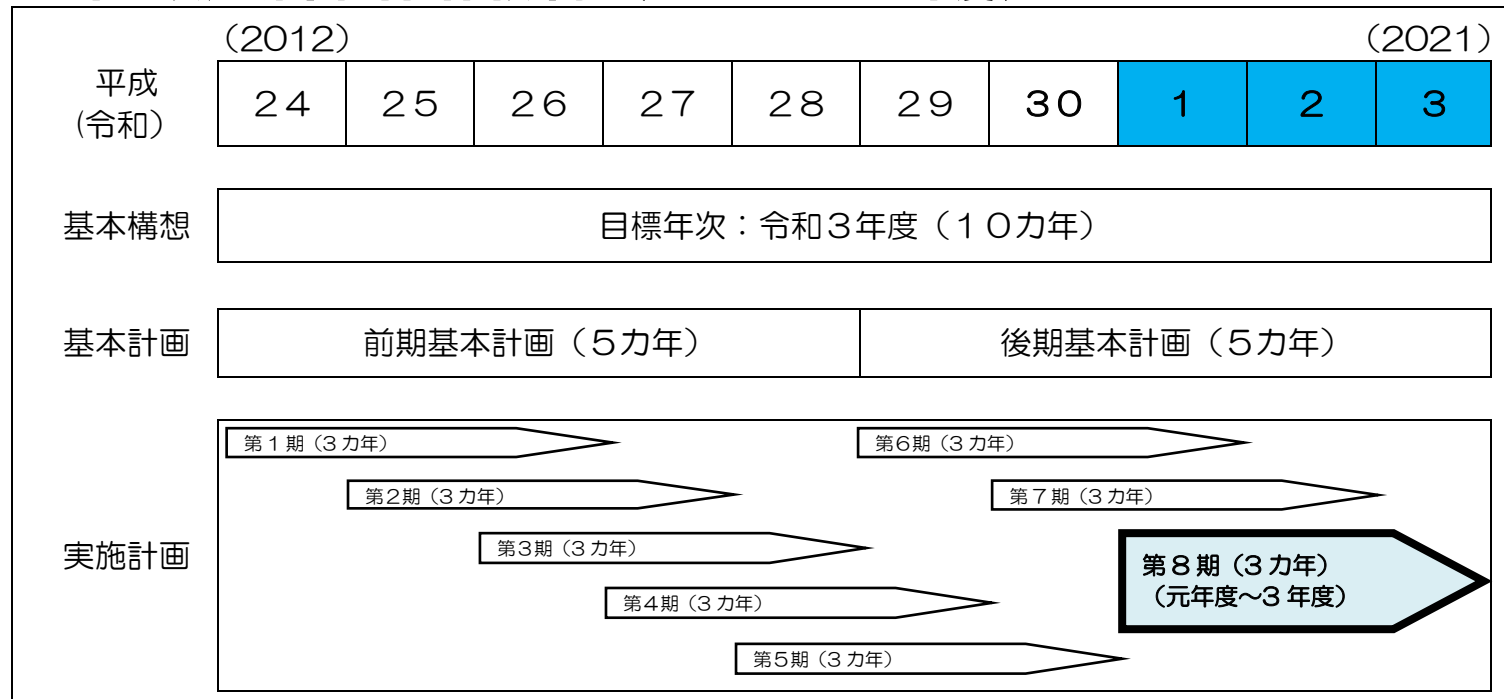 （2012） （2021）
平成
(令和)
２４ ２５ ２６ ２７ ２８ ２９ 30 1 2 3
基本構想
目標年次：令和３年度（１０カ年）
基本計画
前期基本計画（５カ年） 後期基本計画（５カ年）
実施計画
第１期（3カ年）
第2期（3カ年）
第3期（3カ年）
第4期（3カ年）
第5期（3カ年）
第6期（3カ年）
第７期（3カ年）
第８期（3カ年）
（元年度～3年度）